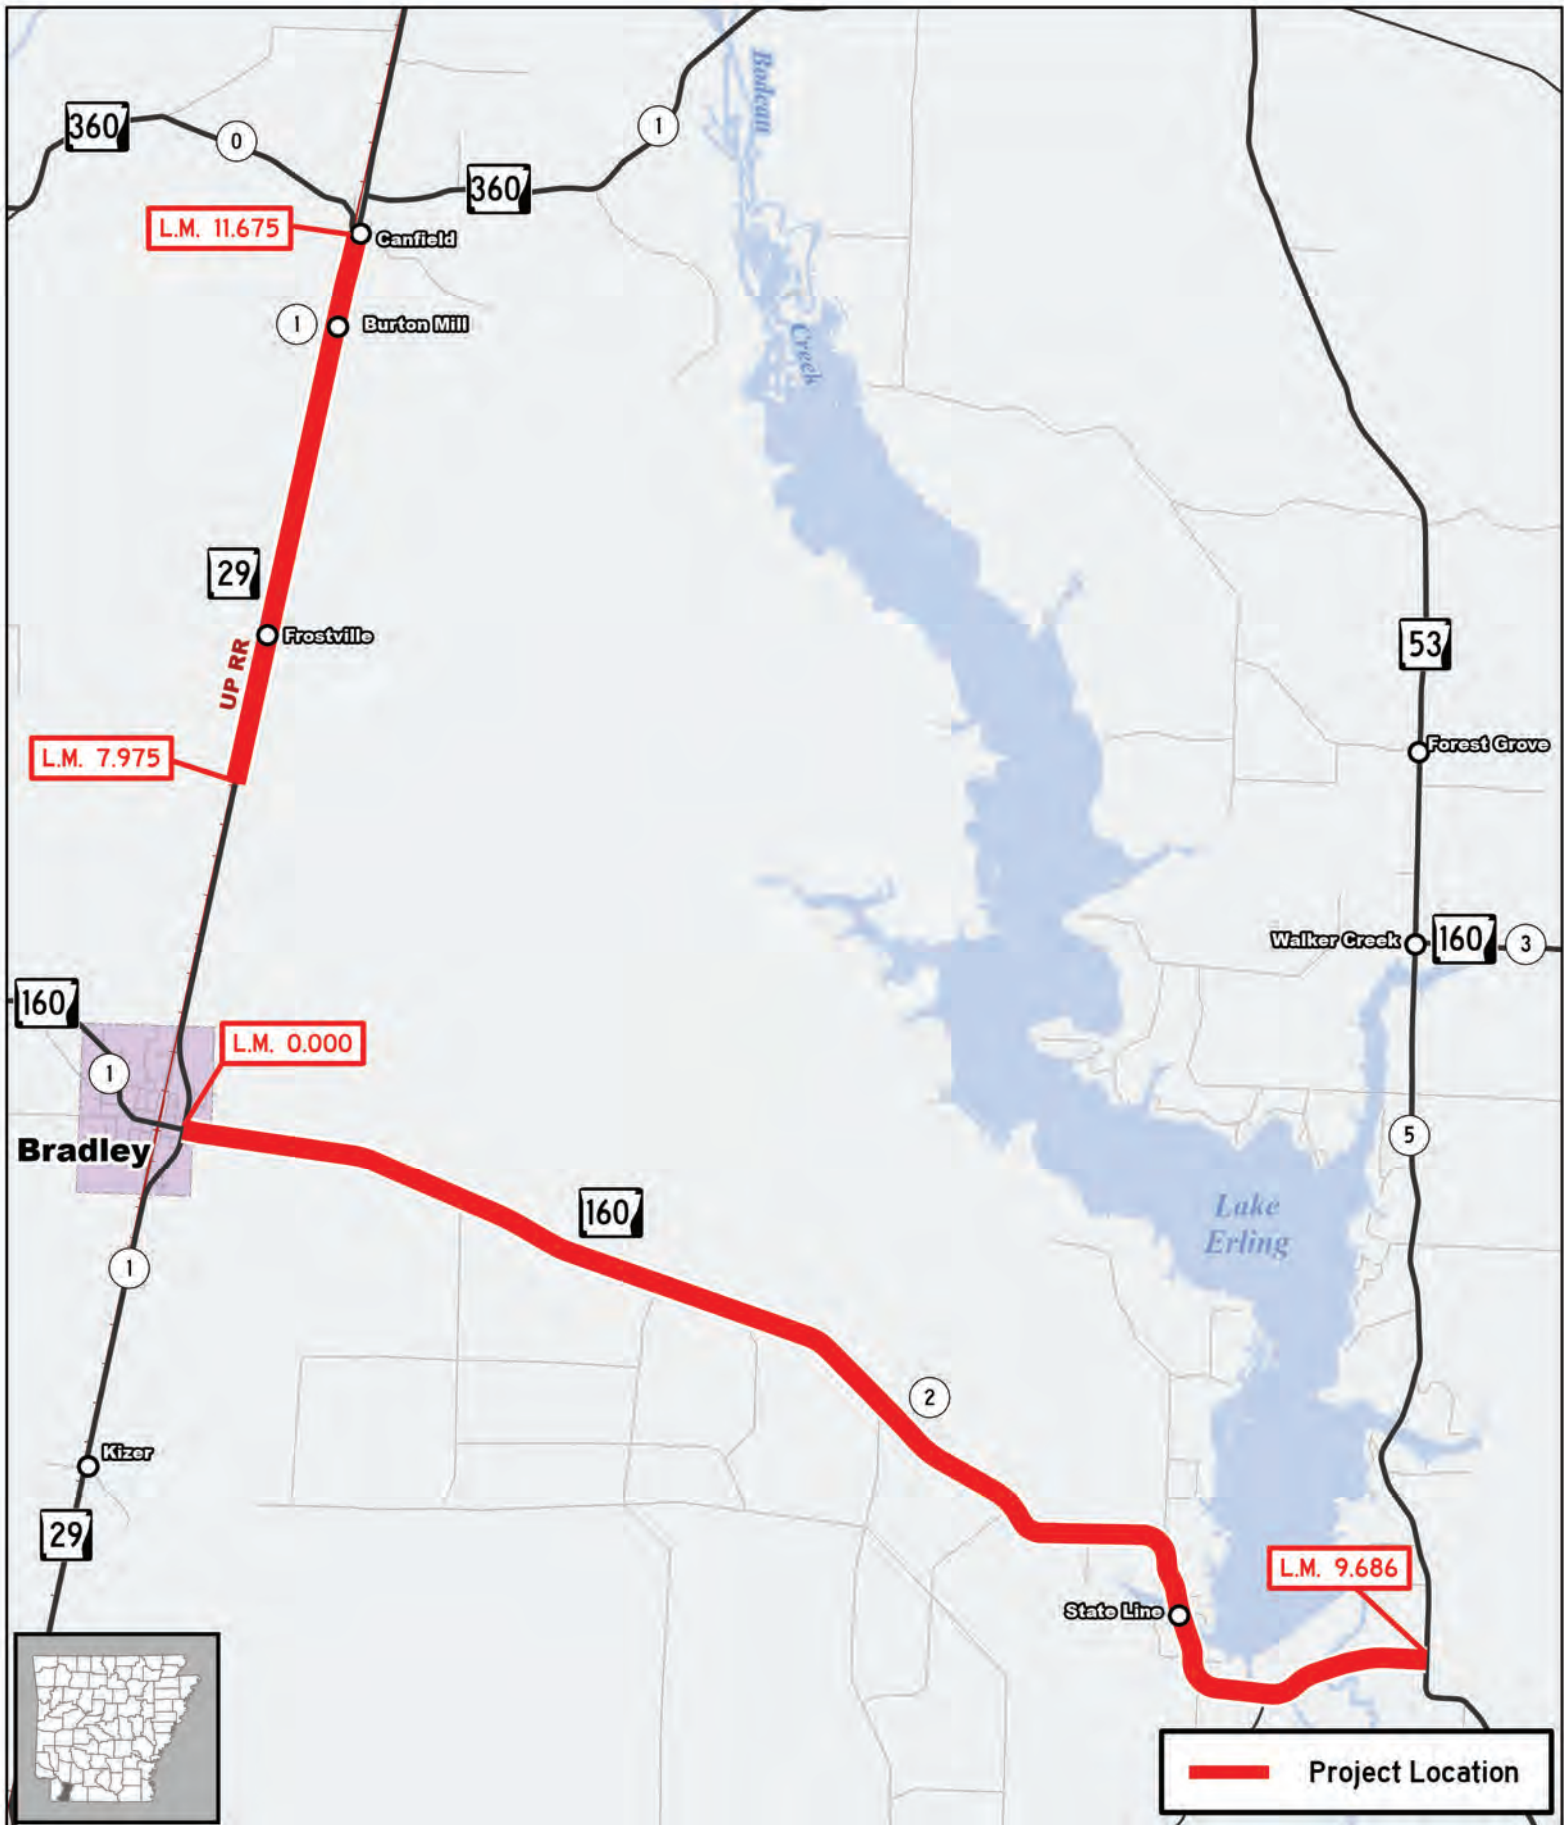 Bodcau
360
0
1
360
L.M. 11.675
Canfield
1
Burton Mill
Creek
29
Frostville
53
UP RR
L.M. 7.975
Forest Grove
Walker Creek
160
3
160
L.M. 0.000
1
5
Bradley
160
Lake
Erling
1
2
Kizer
29
L.M. 9.686
State Line
Project Location